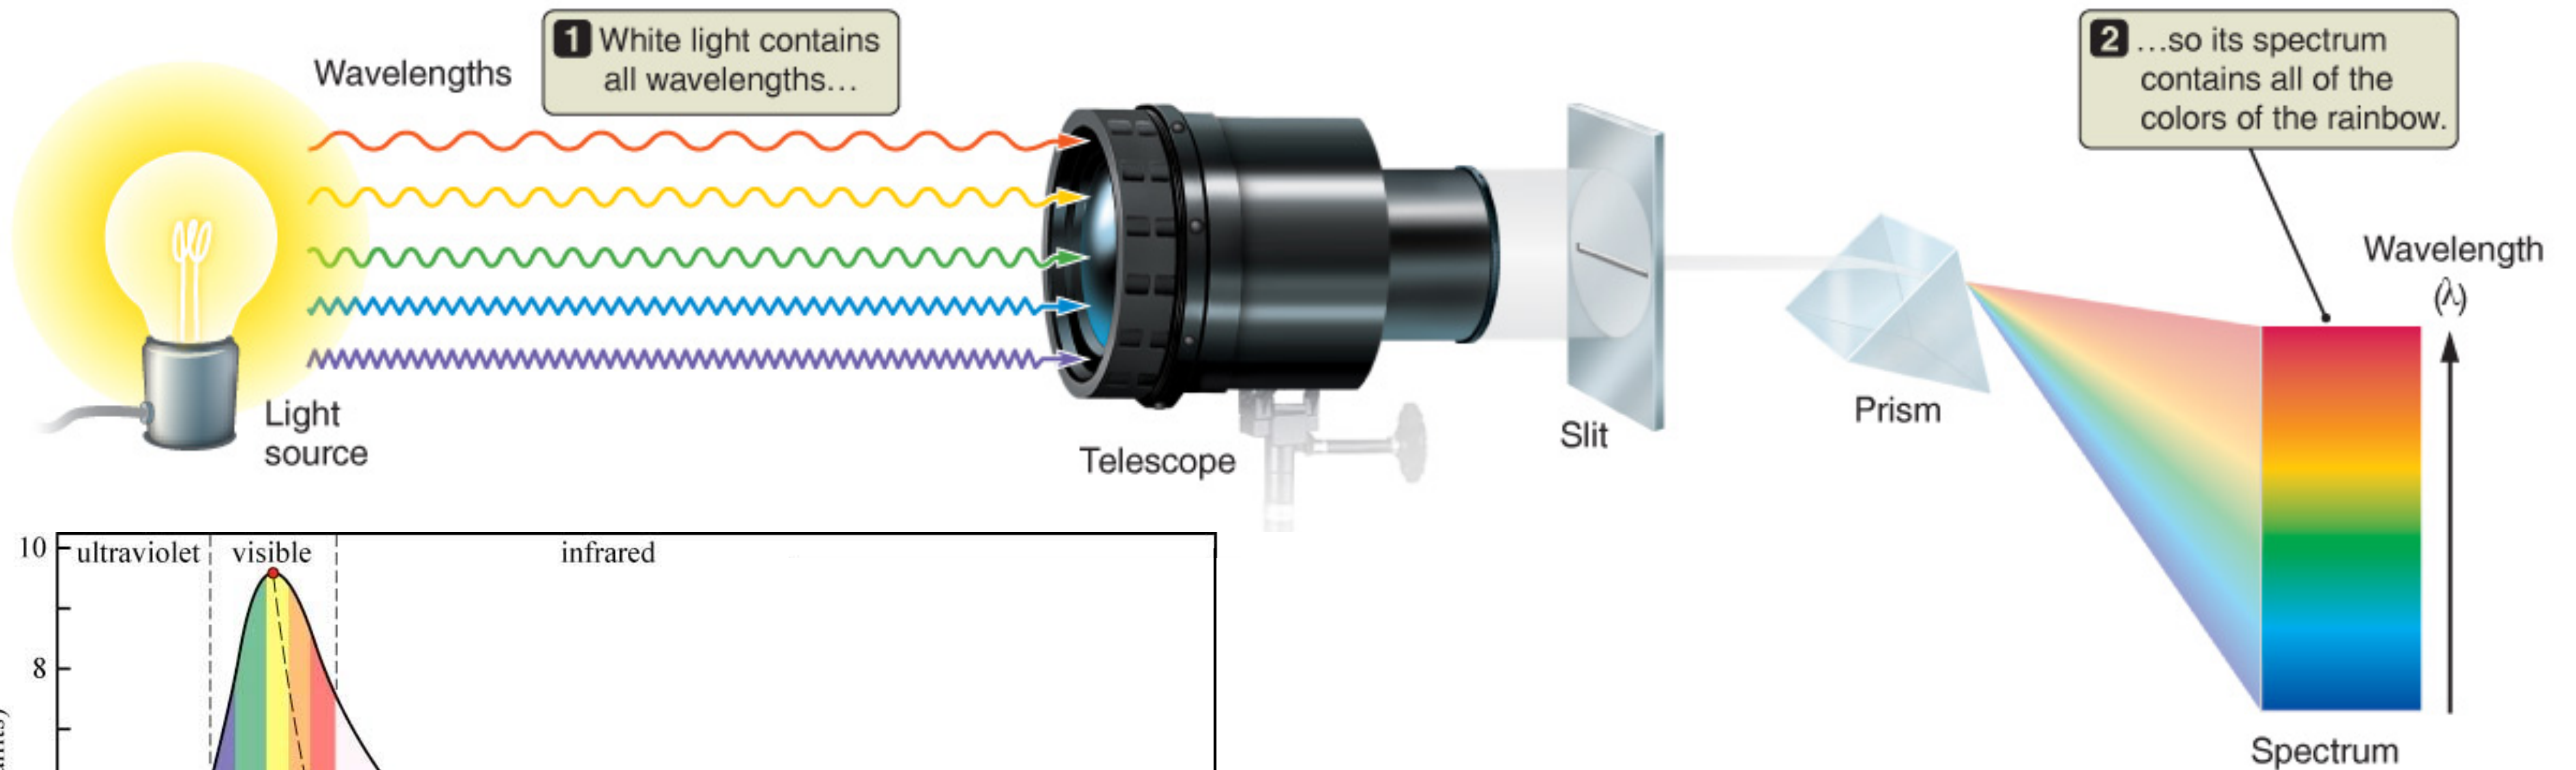 Wavelengths
1 White light contains
all wavelengths...
2 ...so its spectrum
contains all of the
colors of the rainbow.
Wavelength
(λ)
Light
source
Telescope
Slit
Prism
Spectrum
10
ultraviolet
visible
infrared
8